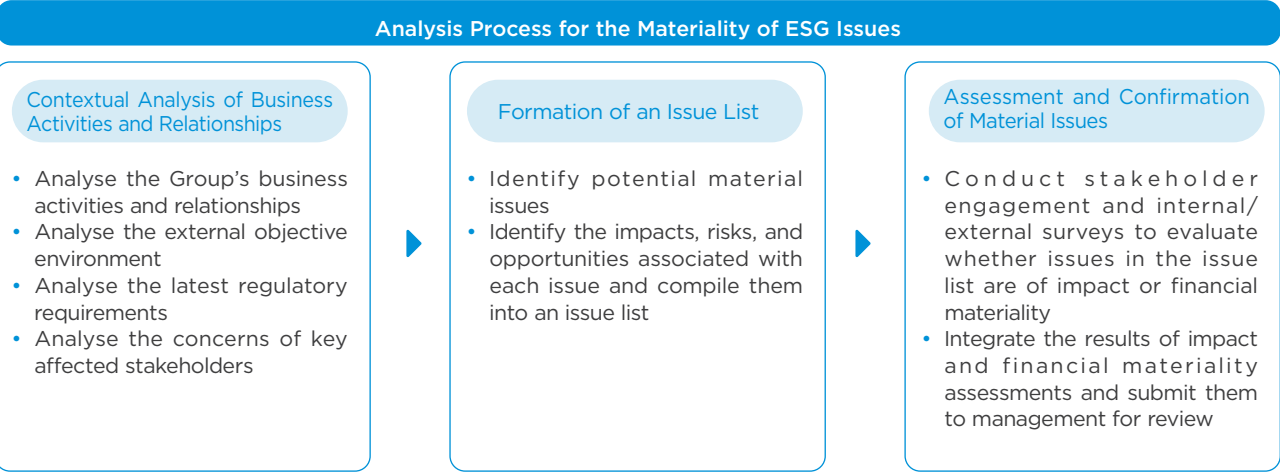 Analysis Process for the Materiality of ESG Issues
Contextual Analysis of Business
Activities and Relationships
• Analyse the Group's business
activities and relationships
• Analyse the external objective
environment
• Analyse the latest regulatory
requirements
• Analyse the concerns of key
affected stakeholders
Formation of an Issue List
• Identify potential material
issues
• Identify the impacts, risks, and
opportunities associated with
each issue and compile them
into an issue list
Assessment and Confirmation
of Material Issues
• Conduct stakeholder
engagement and internal/
external surveys to evaluate
whether issues in the issue
list are of impact or financial
materiality
• Integrate the results of impact
and financial materiality
assessments and submit them
to management for review